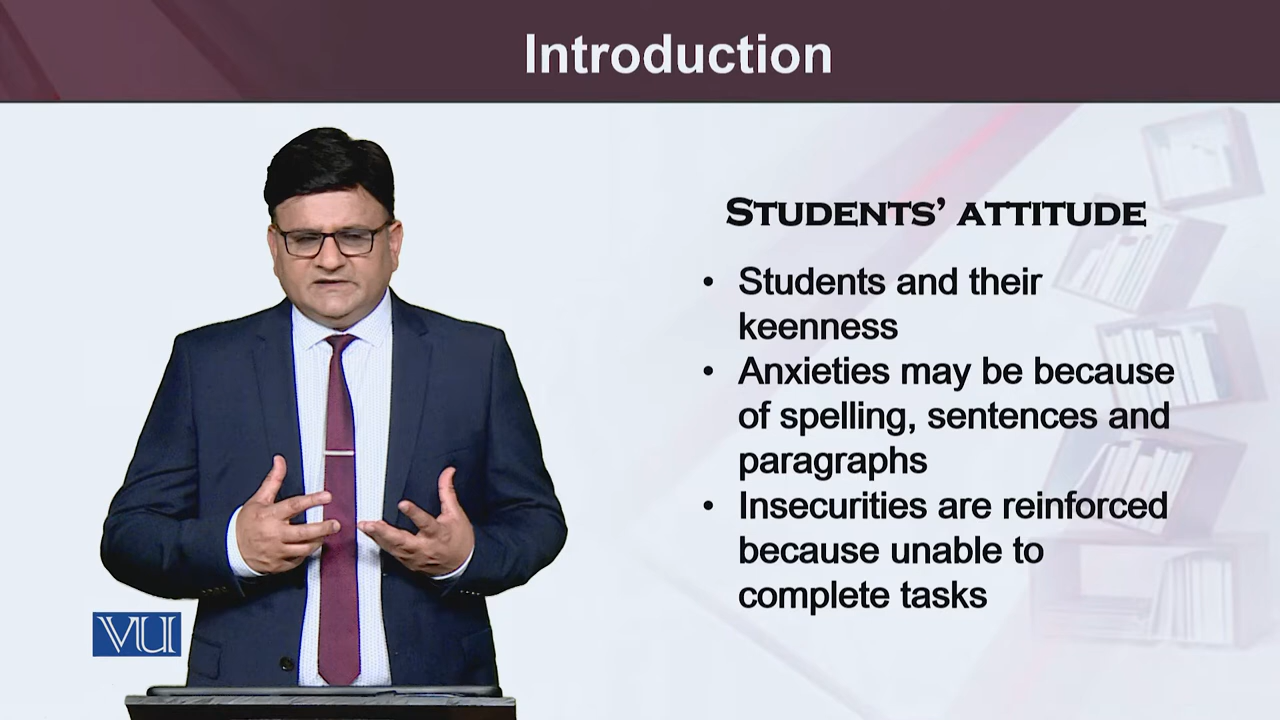 Introduction
STUDENTS' ATTITUDE
• Students and their
keenness
• Anxieties may be because
of spelling, sentences and
paragraphs
• Insecurities are reinforced
because unable to
complete tasks
VU